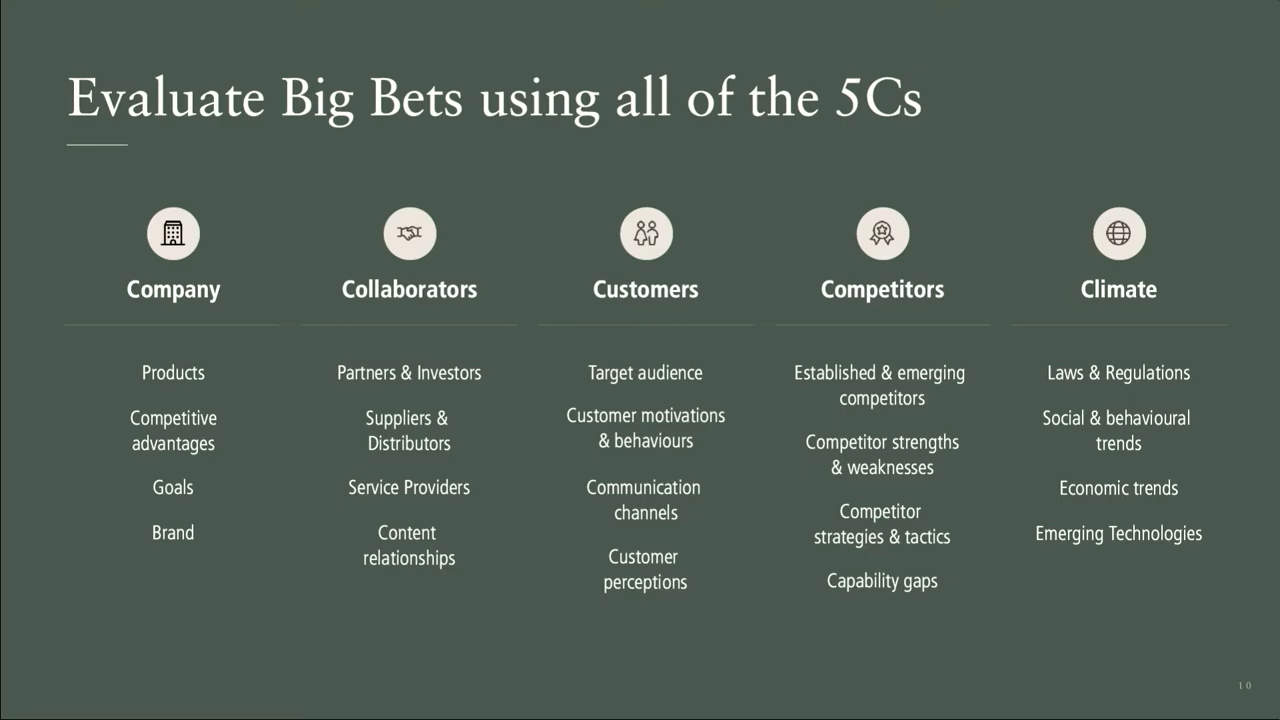 Evaluate Big Bets using all of the 5Cs
Company
Products
Competitive
advantages
Goals
Brand
Collaborators
Partners & Investors
Suppliers &
Distributors
Service Providers
Content
relationships
Customers
Target audience
Customer motivations
& behaviours
Communication
channels
Customer
perceptions
Competitors
Established & emerging
competitors
Competitor strengths
& weaknesses
Competitor
strategies & tactics
Capability gaps
Climate
Laws & Regulations
Social & behavioural
trends
Economic trends
Emerging Technologies
10